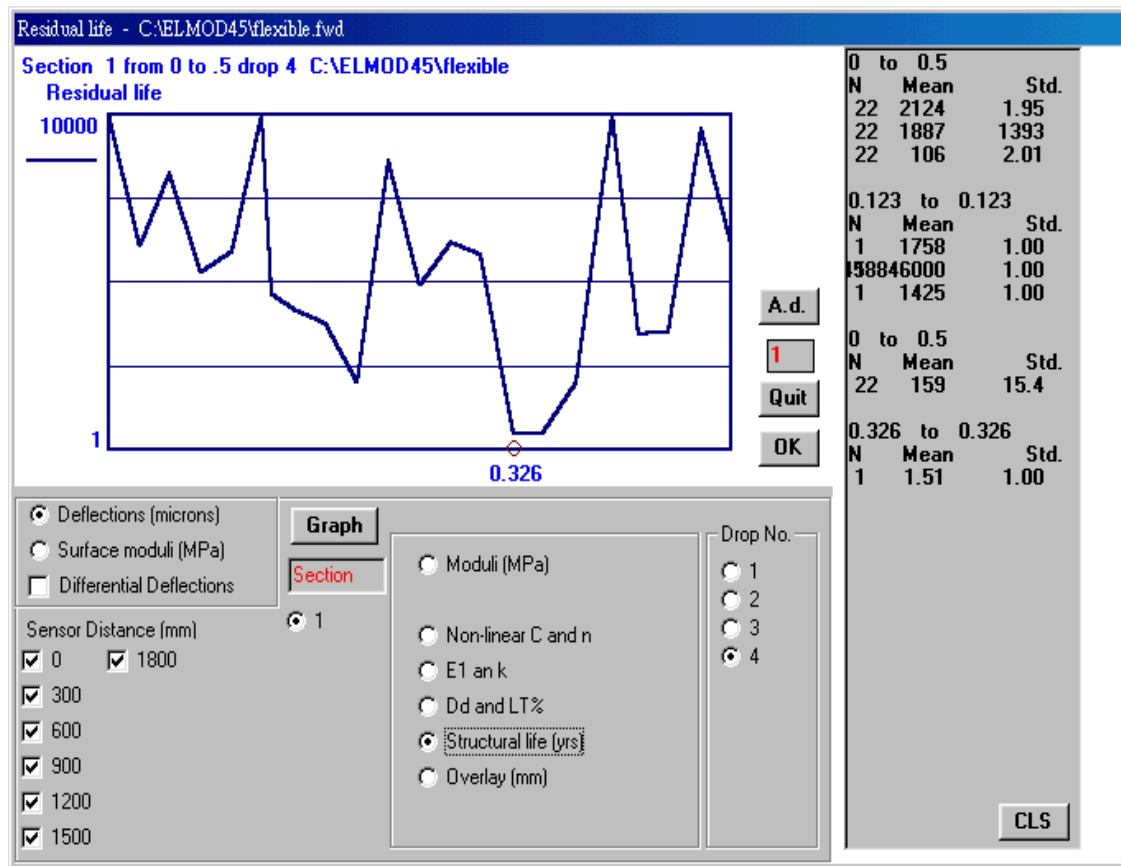 Residual life - C:\ELMOD45\flexible.fwd
Section 1 from 0 to .5 drop 4 C:\ELMOD45\flexible
Residual life
10000
1
0.326
A.d.
1
Quit
OK
0 to 0.5
N Mean Std.
22 2124 1.95
22 1887 1393
22 106 2.01
0.123 to 0.123
N Mean Std.
1 1758 1.00
8846000 1.00
1 1425 1.00
0 to 0.5
N Mean Std.
22 159 15.4
0.326 to 0.326
N Mean Std.
1 1.51 1.00
CLS
Deflections (microns)
Surface moduli (MPa)
Differential Deflections
Sensor Distance (mm)
0 1800
300
600
900
1200
1500
Graph
Section
1
Moduli (MPa)
Non-linear C and n
E1 an k
Dd and LT%
Structural life (yrs)
Overlay (mm)
Drop No.
1
2
3
4